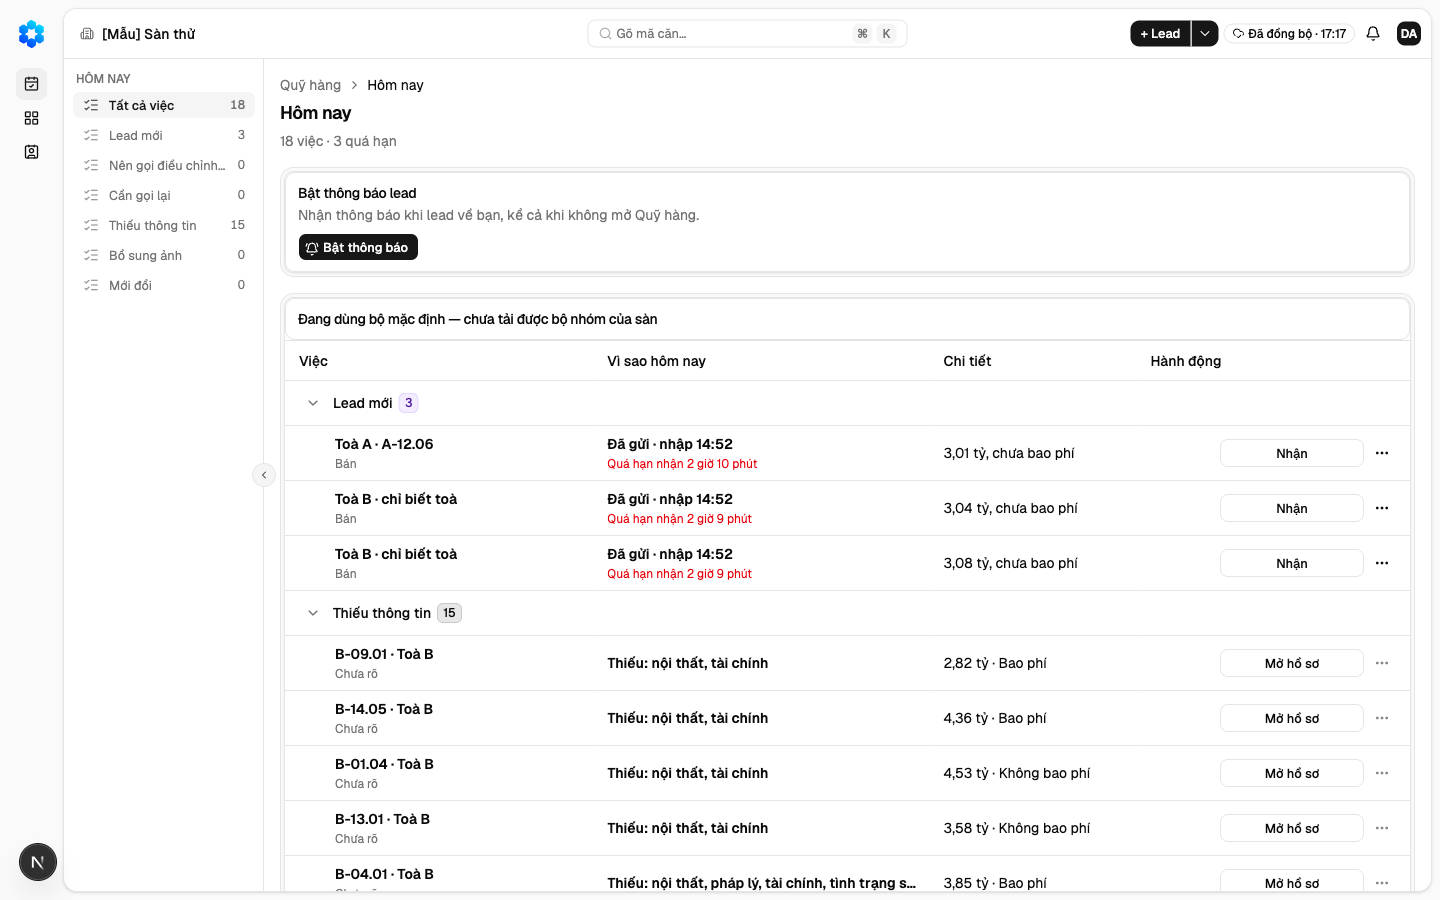 [Mẫu] Sàn thử
Gõ mã căn...
⌘ K
+ Lead
Đã đồng bộ · 17:17
DA
HÔM NAY
Tất cả việc 18
Lead mới 3
Nên gọi điều chỉnh... 0
Cần gọi lại 0
Thiếu thông tin 15
Bổ sung ảnh 0
Mới đổi 0
Quỹ hàng > Hôm nay
Hôm nay
18 việc · 3 quá hạn
Bật thông báo lead
Nhận thông báo khi lead về bạn, kể cả khi không mở Quỹ hàng.
Bật thông báo
Đang dùng bộ mặc định — chưa tải được bộ nhóm của sàn
Việc Vì sao hôm nay Chi tiết Hành động
Lead mới 3
Toà A · A-12.06 Đã gửi · nhập 14:52 3,01 tỷ, chưa bao phí Nhận
Bán Quá hạn nhận 2 giờ 10 phút
Toà B · chỉ biết toà Đã gửi · nhập 14:52 3,04 tỷ, chưa bao phí Nhận
Bán Quá hạn nhận 2 giờ 9 phút
Toà B · chỉ biết toà Đã gửi · nhập 14:52 3,08 tỷ, chưa bao phí Nhận
Bán Quá hạn nhận 2 giờ 9 phút
Thiếu thông tin 15
B-09.01 · Toà B Thiếu: nội thất, tài chính 2,82 tỷ · Bao phí Mở hồ sơ
Chưa rõ
B-14.05 · Toà B Thiếu: nội thất, tài chính 4,36 tỷ · Bao phí Mở hồ sơ
Chưa rõ
B-01.04 · Toà B Thiếu: nội thất, tài chính 4,53 tỷ · Không bao phí Mở hồ sơ
Chưa rõ
B-13.01 · Toà B Thiếu: nội thất, tài chính 3,58 tỷ · Không bao phí Mở hồ sơ
Chưa rõ
B-04.01 · Toà B Thiếu: nội thất, pháp lý, tài chính, tình trạng s... 3,85 tỷ · Bao phí Mở hồ sơ
N